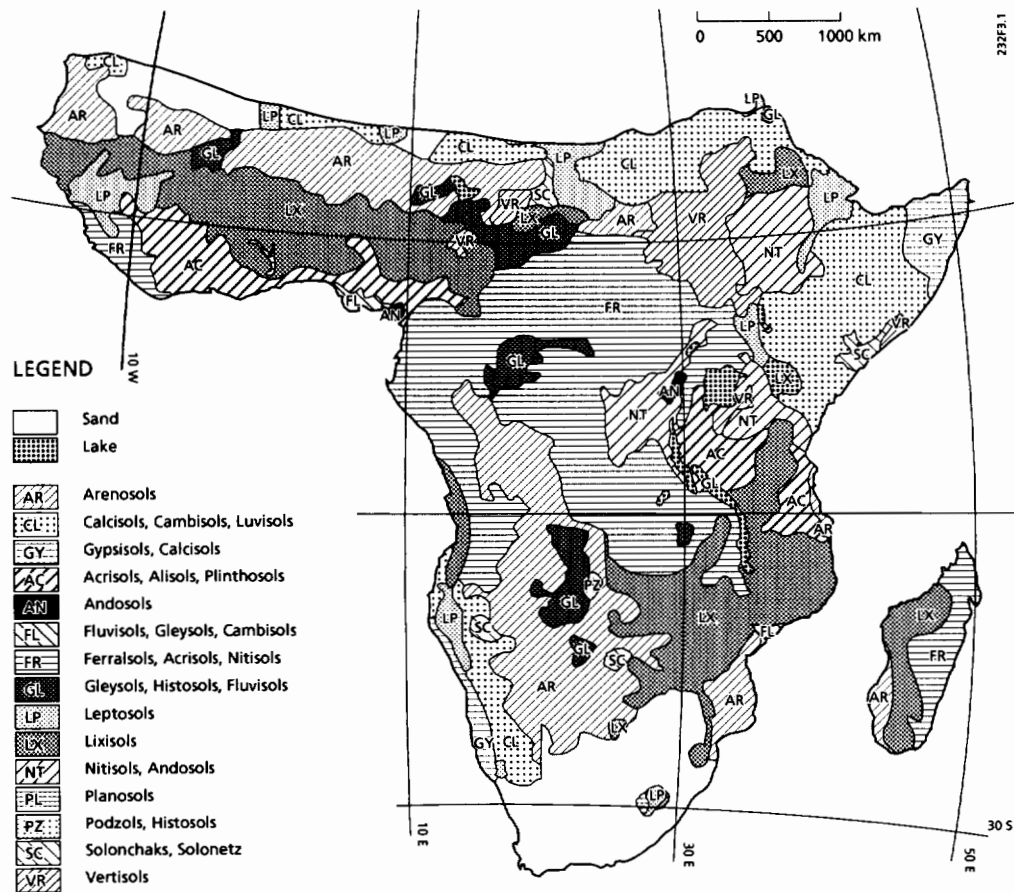 0 500 1000 km
232F3.1
CL
AR
AR
LP
CL
LP
GL
AR
CL
LP
CL
LP
GL
LX
LP
LP
LX
GL
VR
SC
LX
GL
AR
VR
NT
GY
FR
AC
VR
CL
FL
AN
FR
LP
VR
SC
GL
10 W
LEGEND
Sand
Lake
AR Arenosols
CL Calcisols, Cambisols, Luvisols
GY Gypsisols, Calcisols
AC Acrisols, Alisols, Plinthosols
AN Andosols
FL Fluvisols, Gleysols, Cambisols
FR Ferralsols, Acrisols, Nitisols
GL Gleysols, Histosols, Fluvisols
LP Leptosols
LX Lixisols
NT Nitisols, Andosols
PL Planosols
PZ Podzols, Histosols
SC Solonchaks, Solonetz
VR Vertisols
AN
LX
NT
VR
NT
AC
GL
AC
AR
PZ
GL
LP
SC
LX
FL
GL
SC
LX
FR
AR
AR
AR
LX
GY
CL
LP
10 E
30 E
30 S
50 E